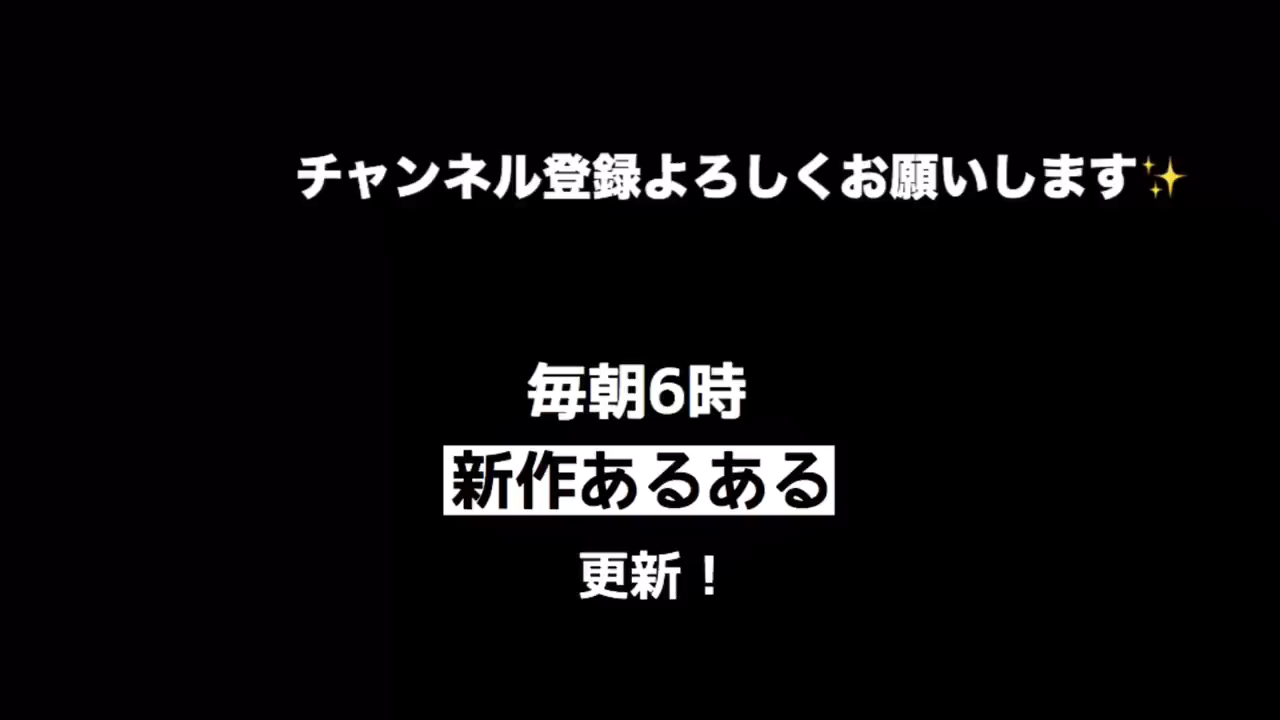 チャンネル登録よろしくお願いします✨
毎朝6時
新作あるある
更新！